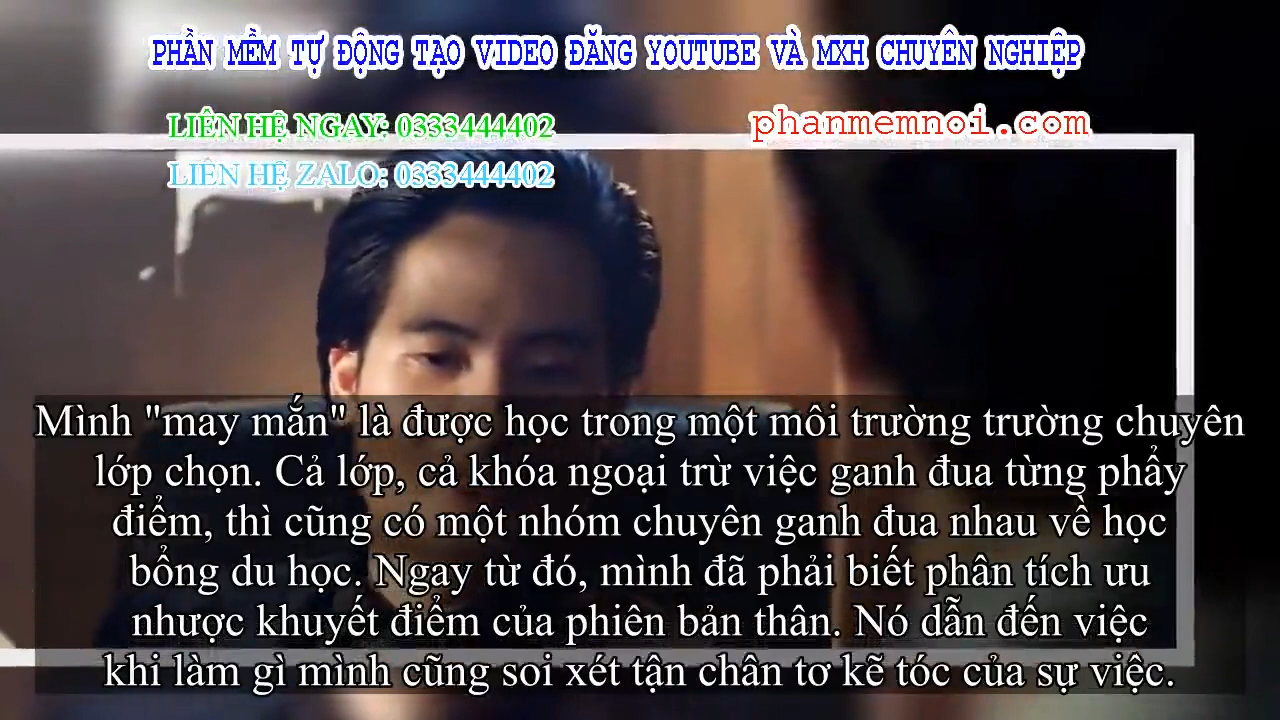 PHẦN MỀM TỰ ĐỘNG TẠO VIDEO ĐĂNG YOUTUBE VÀ MXH CHUYÊN NGHIỆP
LIÊN HỆ NGAY: 0333444402
phanmemnoi.com
LIÊN HỆ ZALO: 0333444402
Mình "may mắn" là được học trong một môi trường trường chuyên
lớp chọn. Cả lớp, cả khóa ngoại trừ việc ganh đua từng phẩy
điểm, thì cũng có một nhóm chuyên ganh đua nhau về học
bổng du học. Ngay từ đó, mình đã phải biết phân tích ưu
nhược khuyết điểm của phiên bản thân. Nó dẫn đến việc
khi làm gì mình cũng soi xét tận chân tơ kẽ tóc của sự việc.